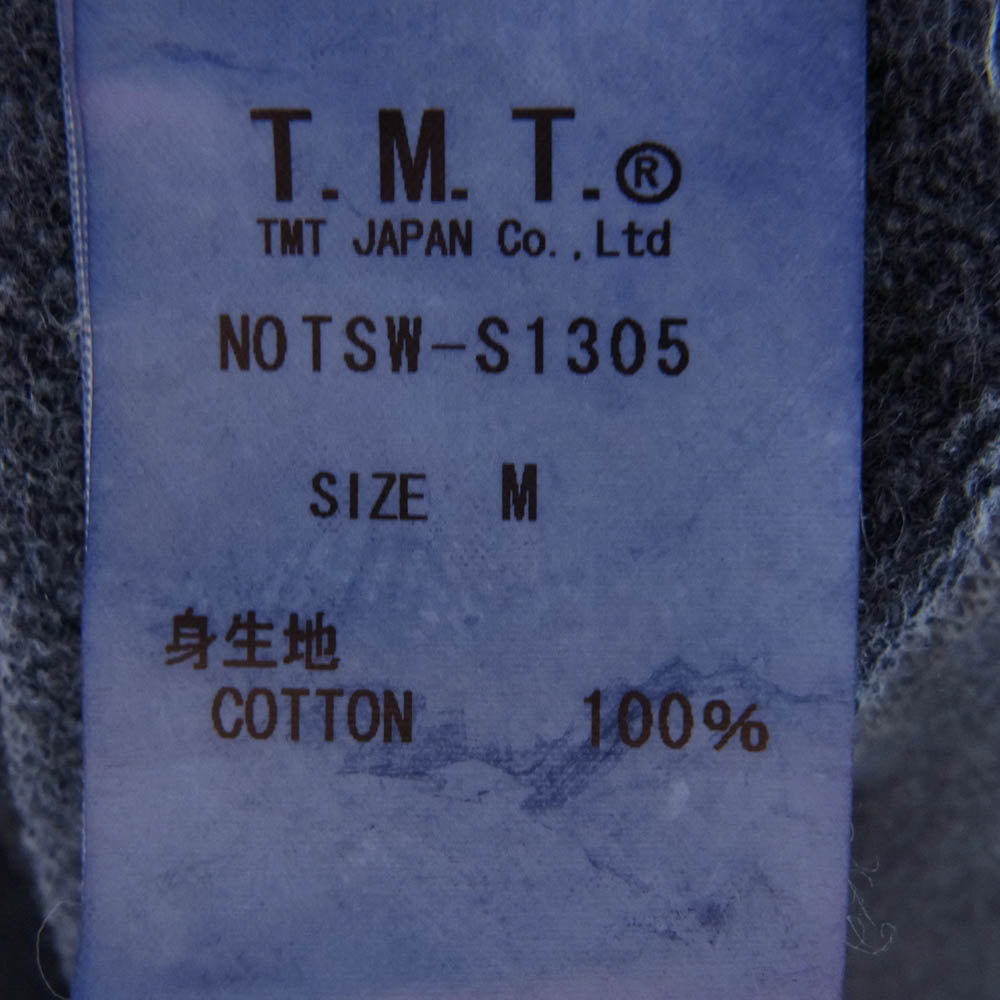 T.M.T.®
TMT JAPAN Co.,Ltd
NOTSW-S1305
SIZE M
身生地
COTTON 100%